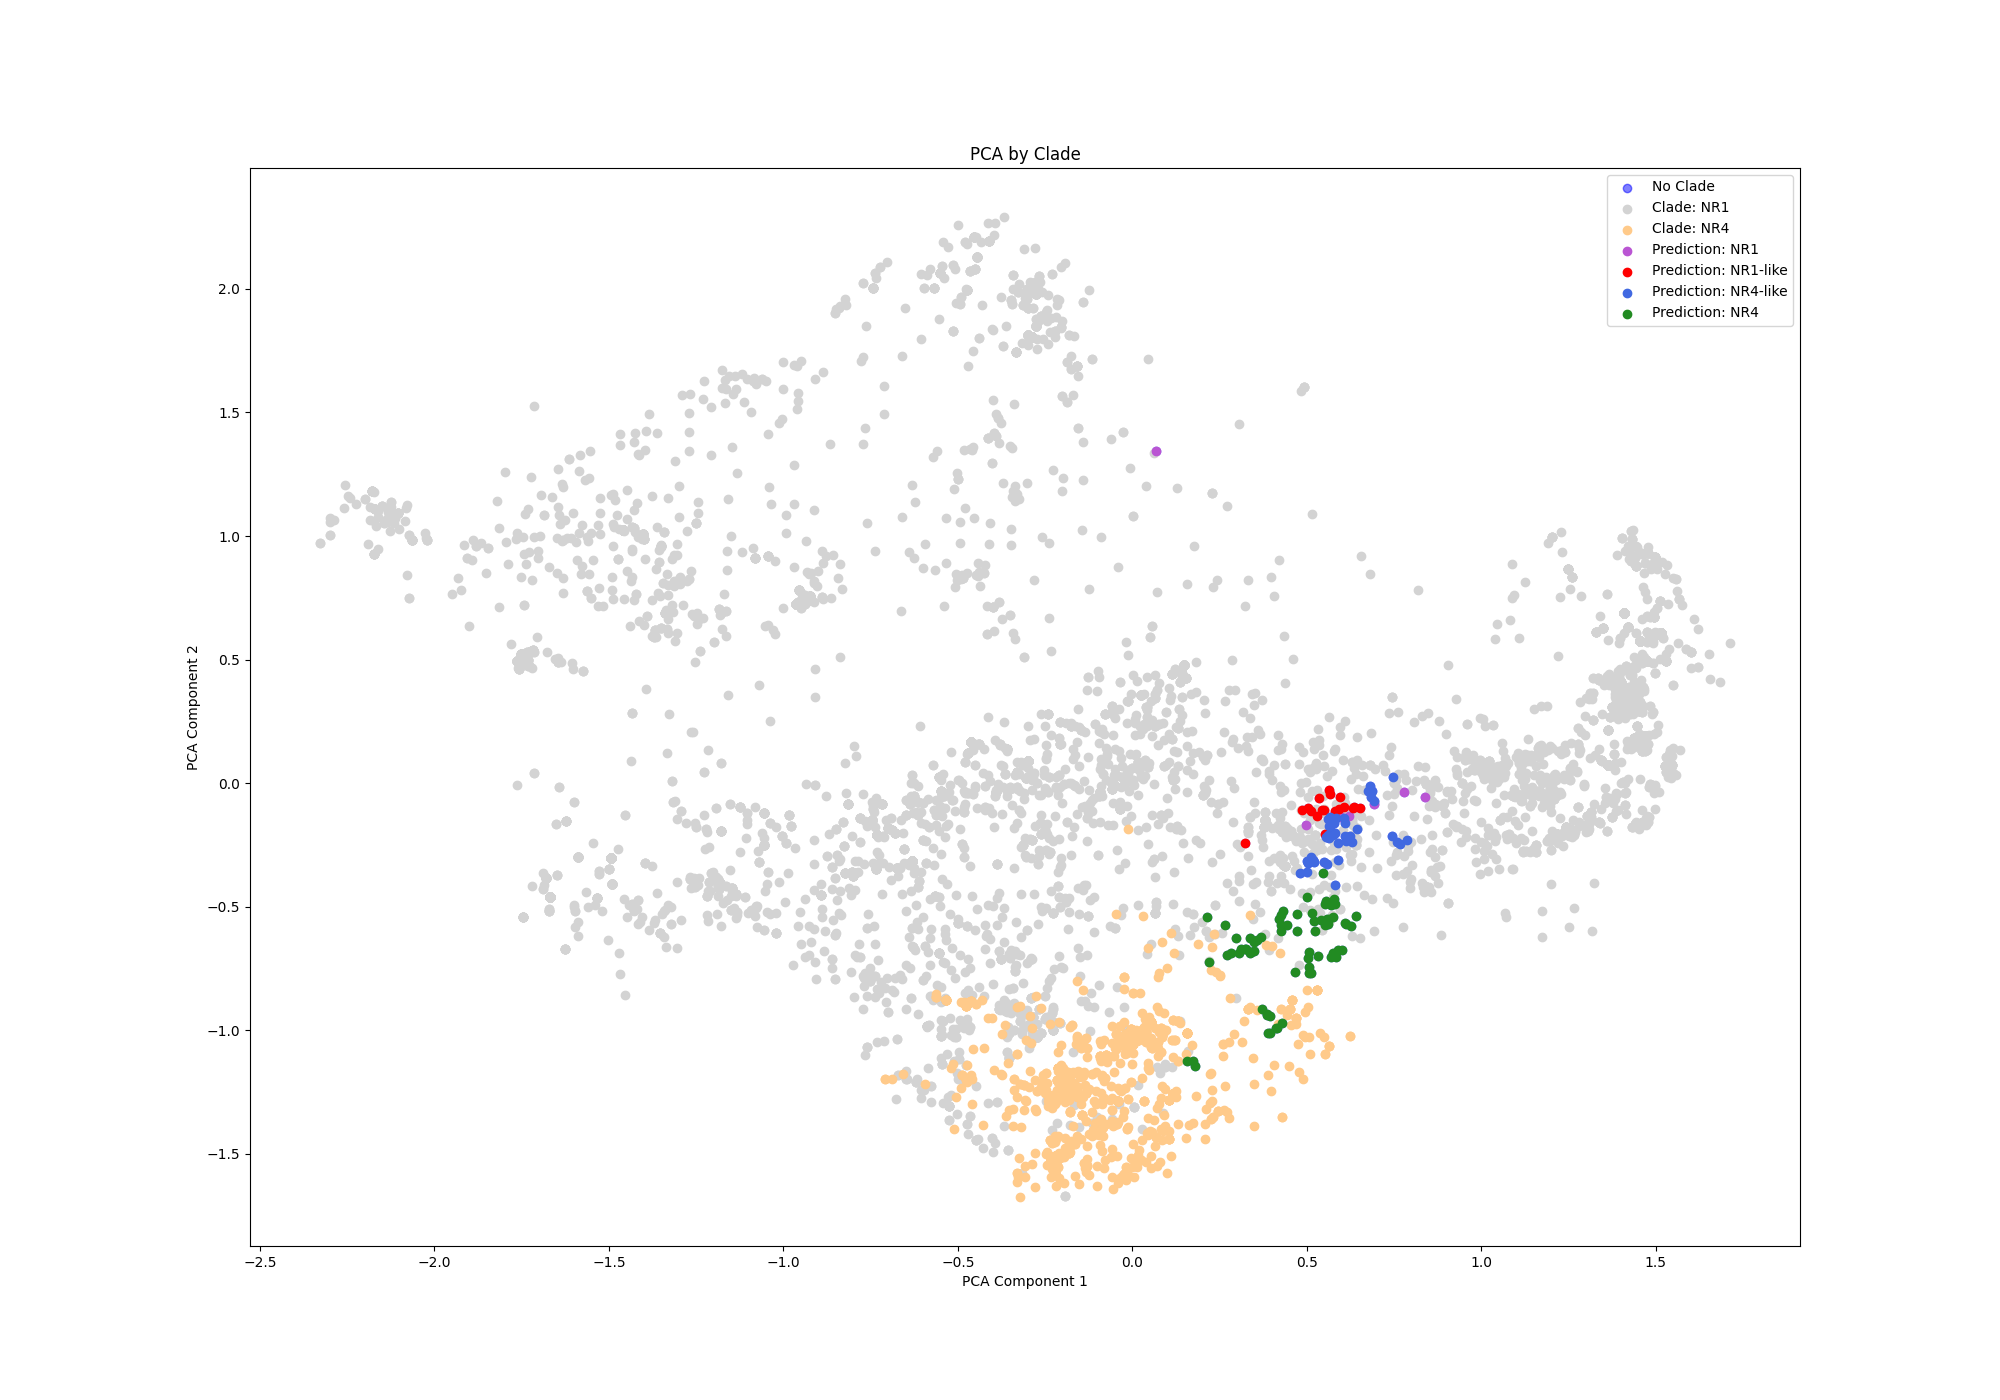 PCA by Clade
No Clade
Clade: NR1
Clade: NR4
Prediction: NR1
Prediction: NR1-like
Prediction: NR4-like
Prediction: NR4
PCA Component 2
2.0
1.5
1.0
0.5
0.0
−0.5
−1.0
−1.5
−2.5
−2.0
−1.5
−1.0
−0.5
0.0
0.5
1.0
1.5
PCA Component 1